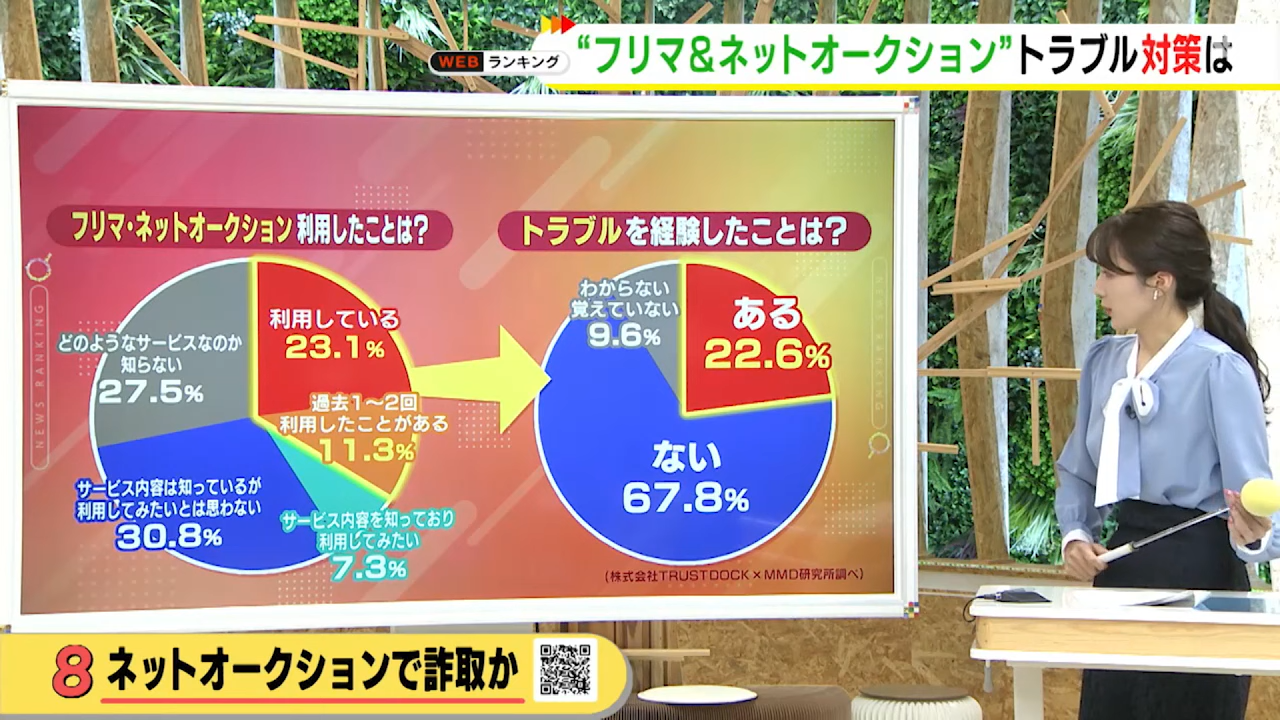 WEB ランキング
“フリマ&ネットオークション”トラブル対策は
フリマ・ネットオークション利用したことは?
利用している
23.1%
過去1～2回
利用したことがある
11.3%
サービス内容を知っており
利用してみたい
7.3%
サービス内容は知っているが
利用してみたいとは思わない
30.8%
どのようなサービスなのか
知らない
27.5%
トラブルを経験したことは?
ある
22.6%
ない
67.8%
わからない
覚えていない
9.6%
(株式会社TRUSTDOCK×MMD研究所調べ)
NEWS RANKING
NEWS RANKING
8 ネットオークションで詐取か